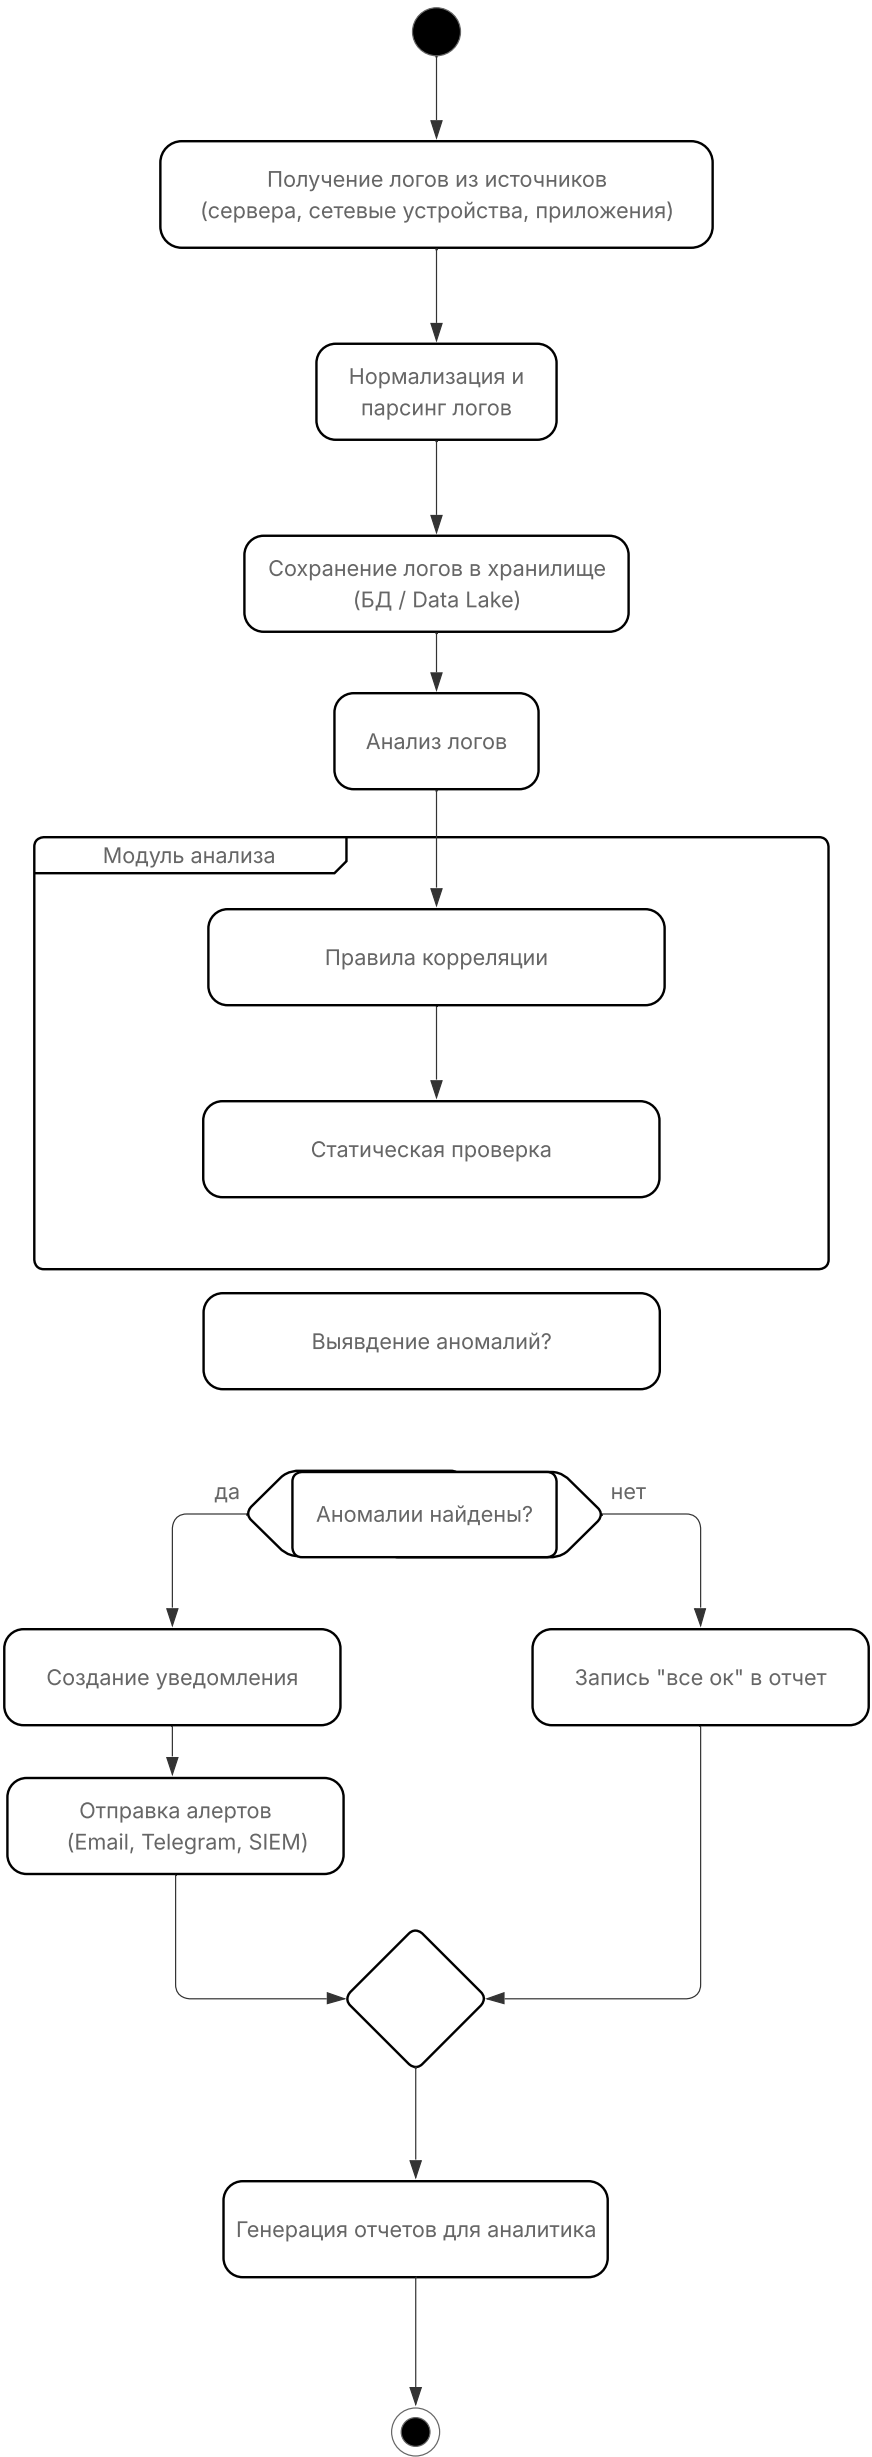 Получение логов из источников
(сервера, сетевые устройства, приложения)
Нормализация и
парсинг логов
Сохранение логов в хранилище
(БД / Data Lake)
Анализ логов
Модуль анализа
Правила корреляции
Статическая проверка
Выявдение аномалий?
да
Аномалии найдены?
нет
Создание уведомления
Запись "все ок" в отчет
Отправка алертов
(Email, Telegram, SIEM)
Генерация отчетов для аналитика